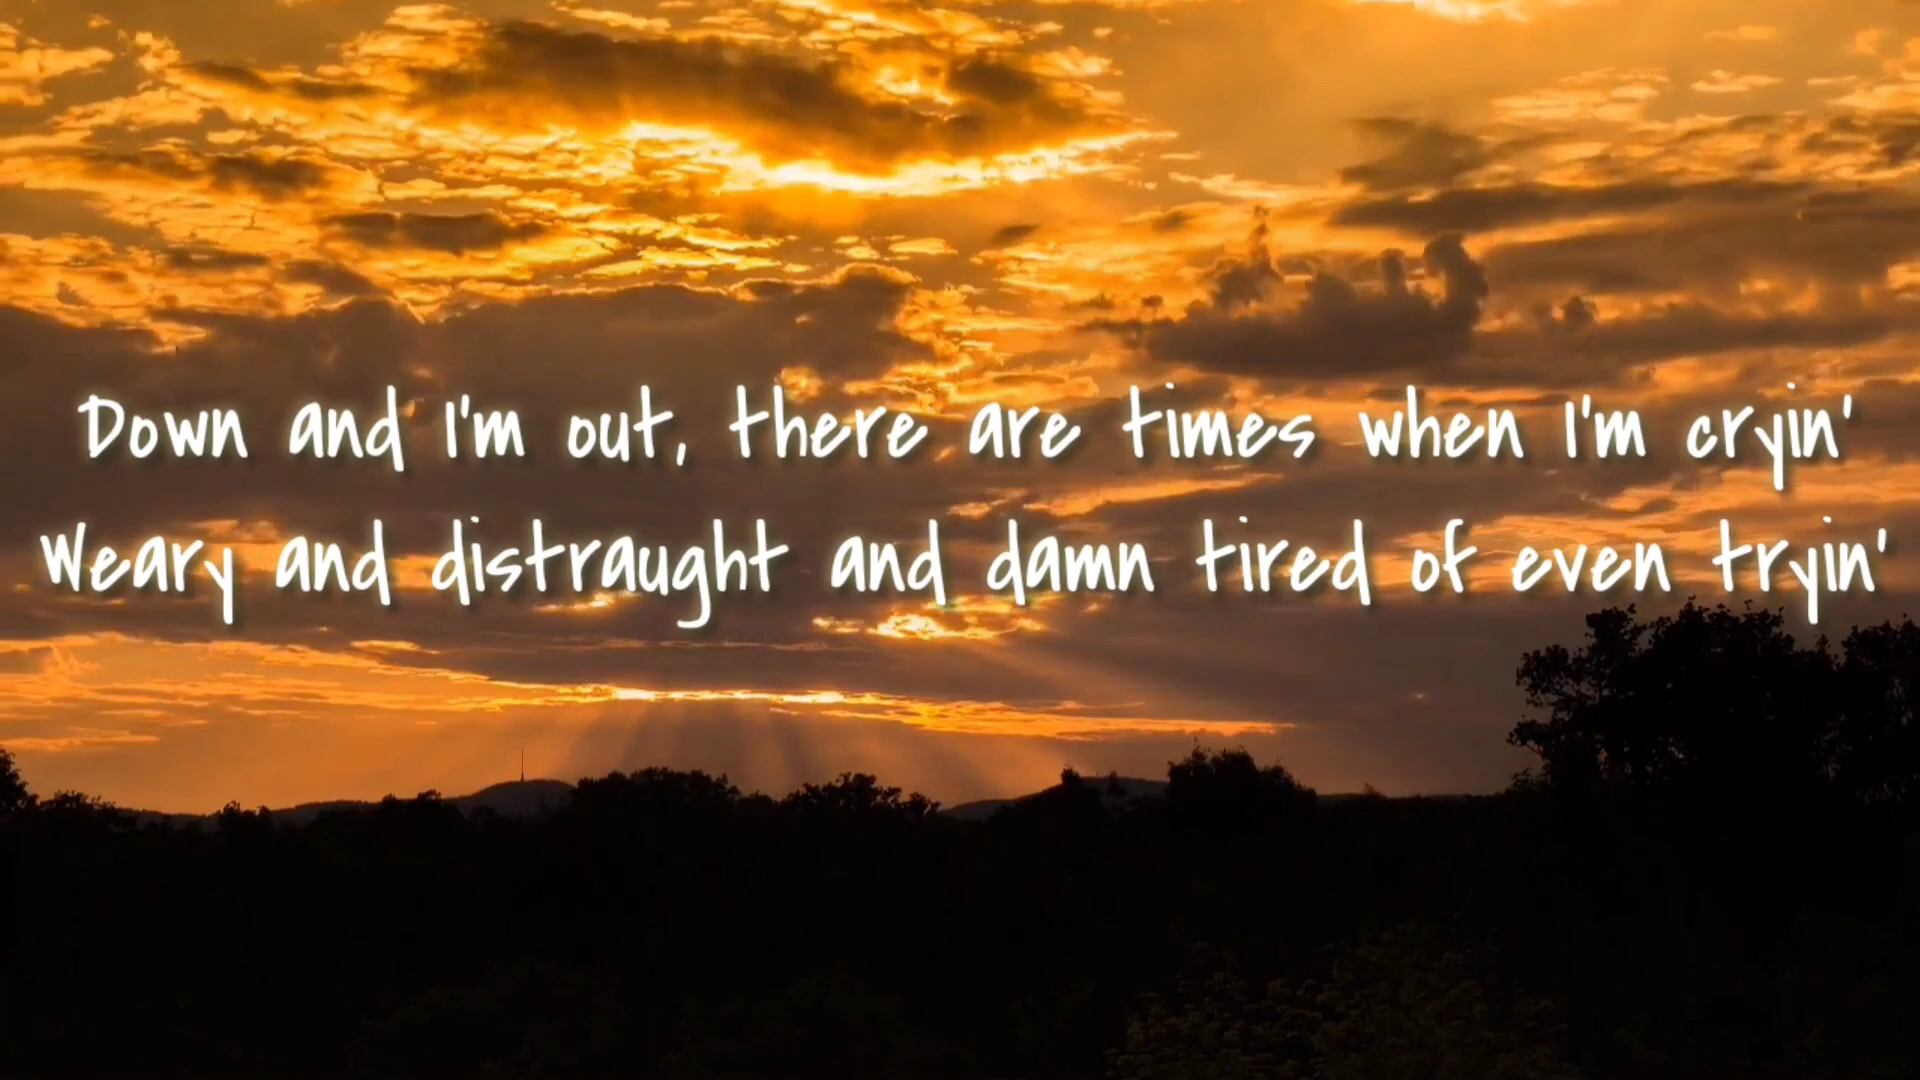 Down and I'm out, there are times when I'm cryin'
Weary and distraught and damn tired of even tryin'